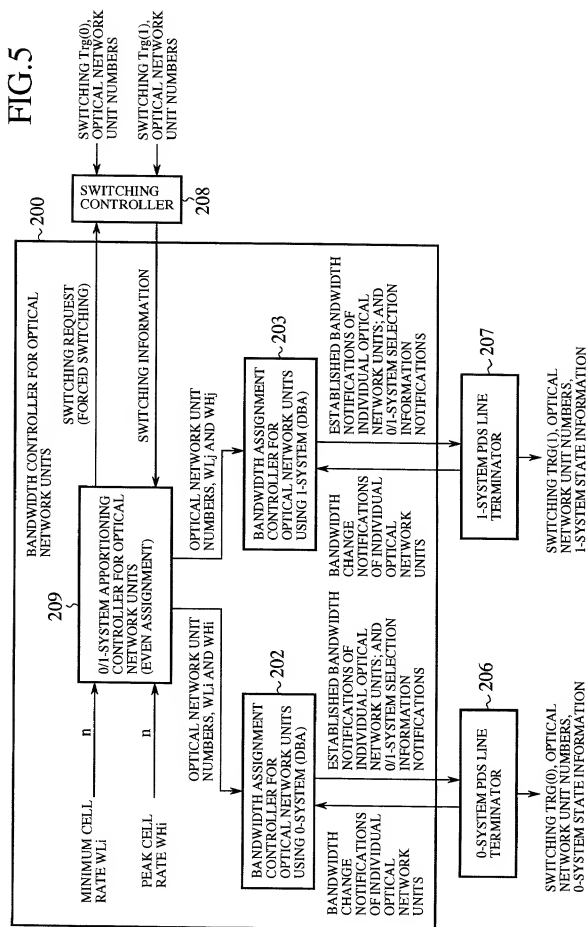 FIG.5
200
BANDWIDTH CONTROLLER FOR OPTICAL
NETWORK UNITS
SWITCHING REQUEST
(FORCED SWITCHING)
SWITCHING INFORMATION
SWITCHING
CONTROLLER
208
SWITCHING Trg(0),
OPTICAL NETWORK
UNIT NUMBERS
SWITCHING Trg(1),
OPTICAL NETWORK
UNIT NUMBERS
209
0/1-SYSTEM APPORTIONING
CONTROLLER FOR OPTICAL
NETWORK UNITS
(EVEN ASSIGNMENT)
n
n
MINIMUM CELL
RATE WLi
PEAK CELL
RATE WHi
OPTICAL NETWORK UNIT
NUMBERS, WLi AND WHi
OPTICAL NETWORK UNIT
NUMBERS, WLj AND WHj
202
BANDWIDTH ASSIGNMENT
CONTROLLER FOR
OPTICAL NETWORK UNITS
USING 0-SYSTEM (DBA)
203
BANDWIDTH ASSIGNMENT
CONTROLLER FOR
OPTICAL NETWORK UNITS
USING 1-SYSTEM (DBA)
BANDWIDTH
CHANGE
NOTIFICATIONS
OF INDIVIDUAL
OPTICAL
NETWORK
UNITS
ESTABLISHED BANDWIDTH
NOTIFICATIONS OF
INDIVIDUAL OPTICAL
NETWORK UNITS; AND
0/1-SYSTEM SELECTION
INFORMATION
NOTIFICATIONS
BANDWIDTH
CHANGE
NOTIFICATIONS
OF INDIVIDUAL
OPTICAL
NETWORK
UNITS
ESTABLISHED BANDWIDTH
NOTIFICATIONS OF
INDIVIDUAL OPTICAL
NETWORK UNITS; AND
0/1-SYSTEM SELECTION
INFORMATION
NOTIFICATIONS
206
0-SYSTEM PDS LINE
TERMINATOR
207
1-SYSTEM PDS LINE
TERMINATOR
SWITCHING TRG(0), OPTICAL
NETWORK UNIT NUMBERS,
0-SYSTEM STATE INFORMATION
SWITCHING TRG(1), OPTICAL
NETWORK UNIT NUMBERS,
1-SYSTEM STATE INFORMATION